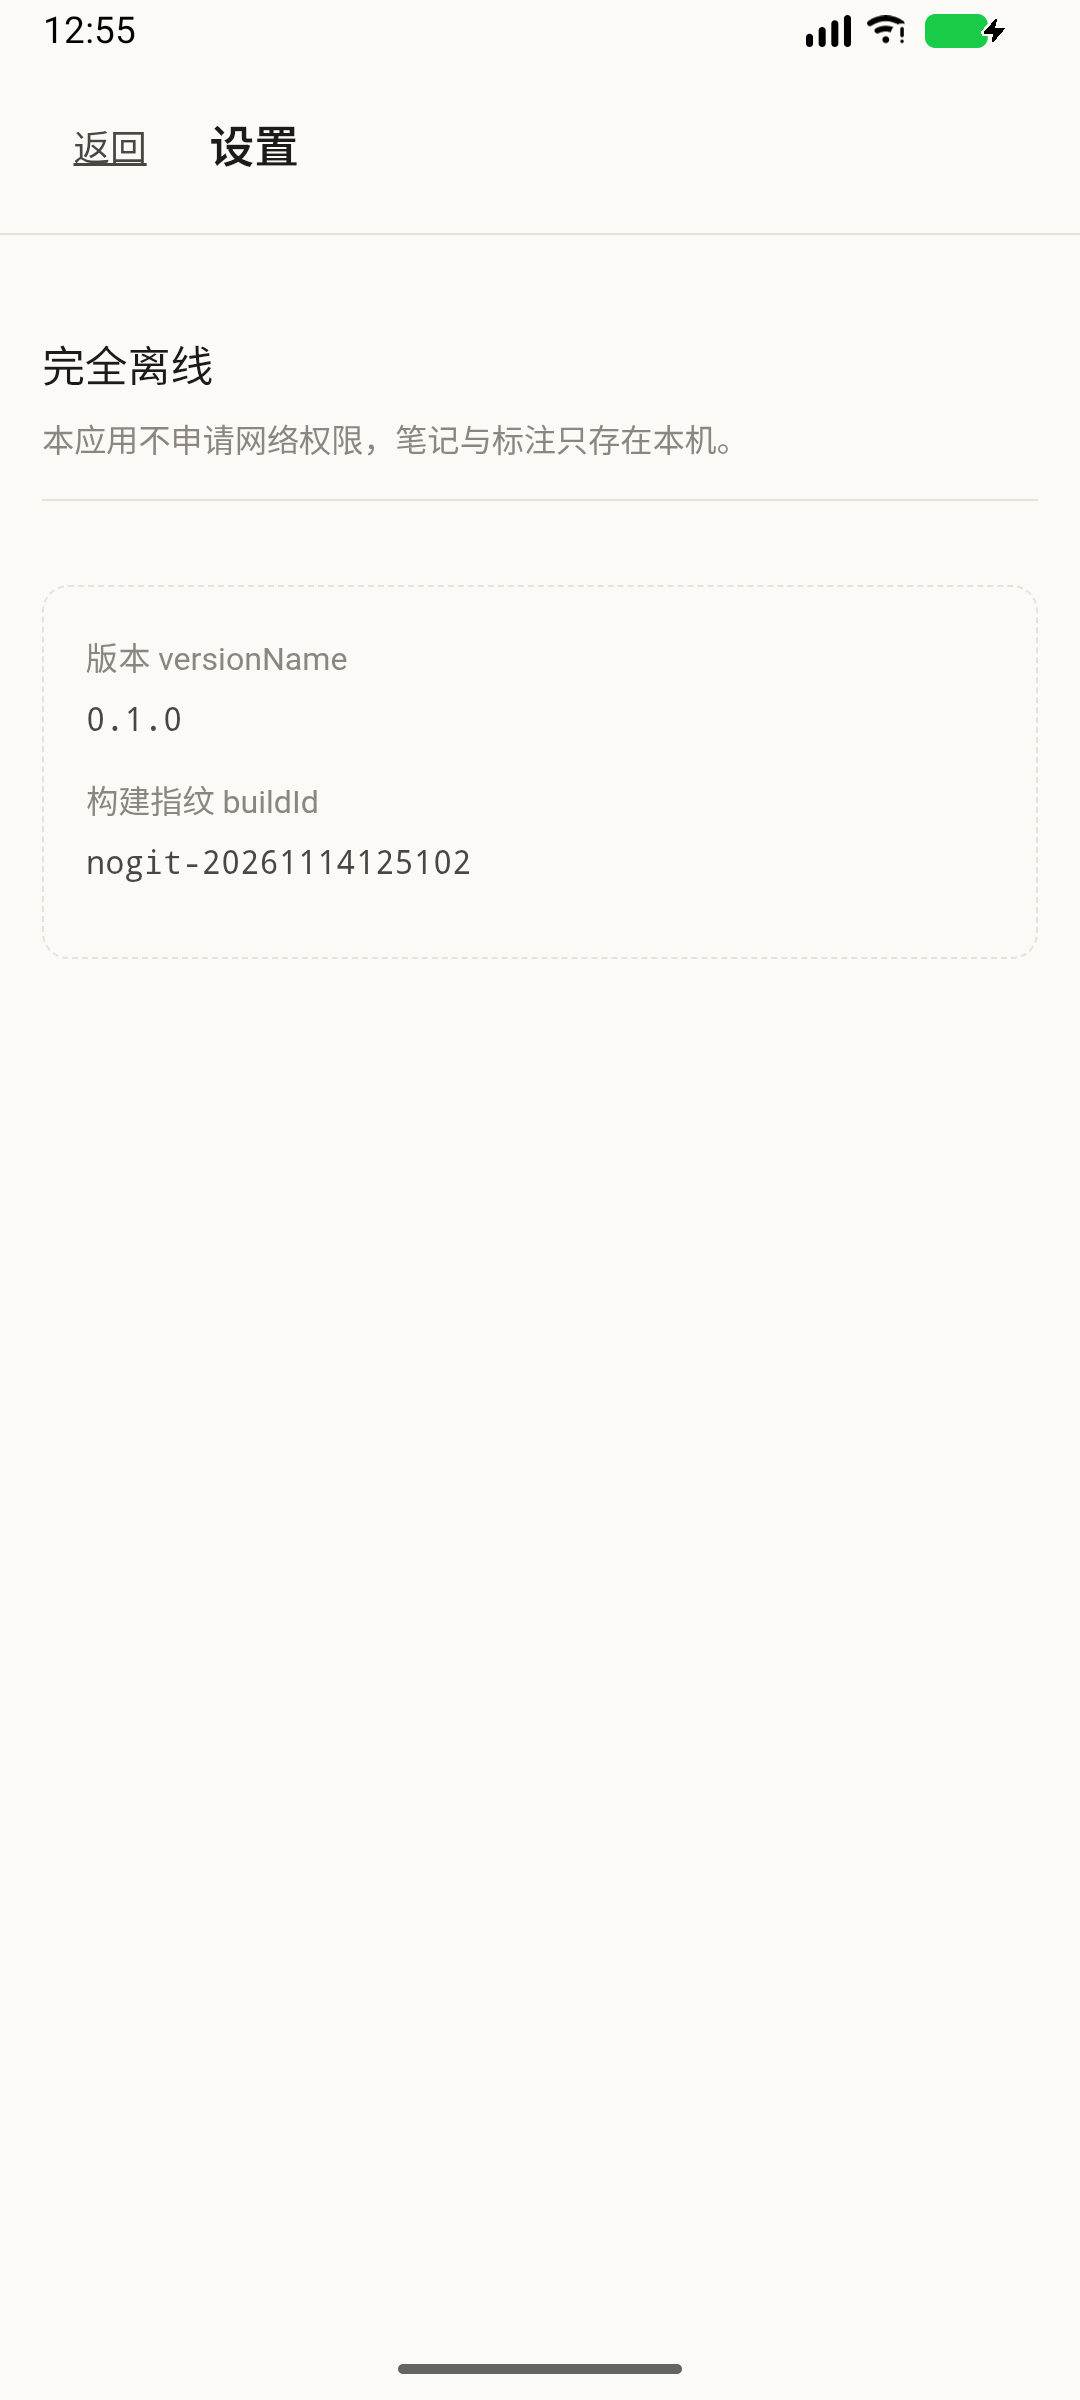 12:55
返回 设置
完全离线
本应用不申请网络权限，笔记与标注只存在本机。
版本 versionName
0.1.0
构建指纹 buildId
nogit-20261114125102